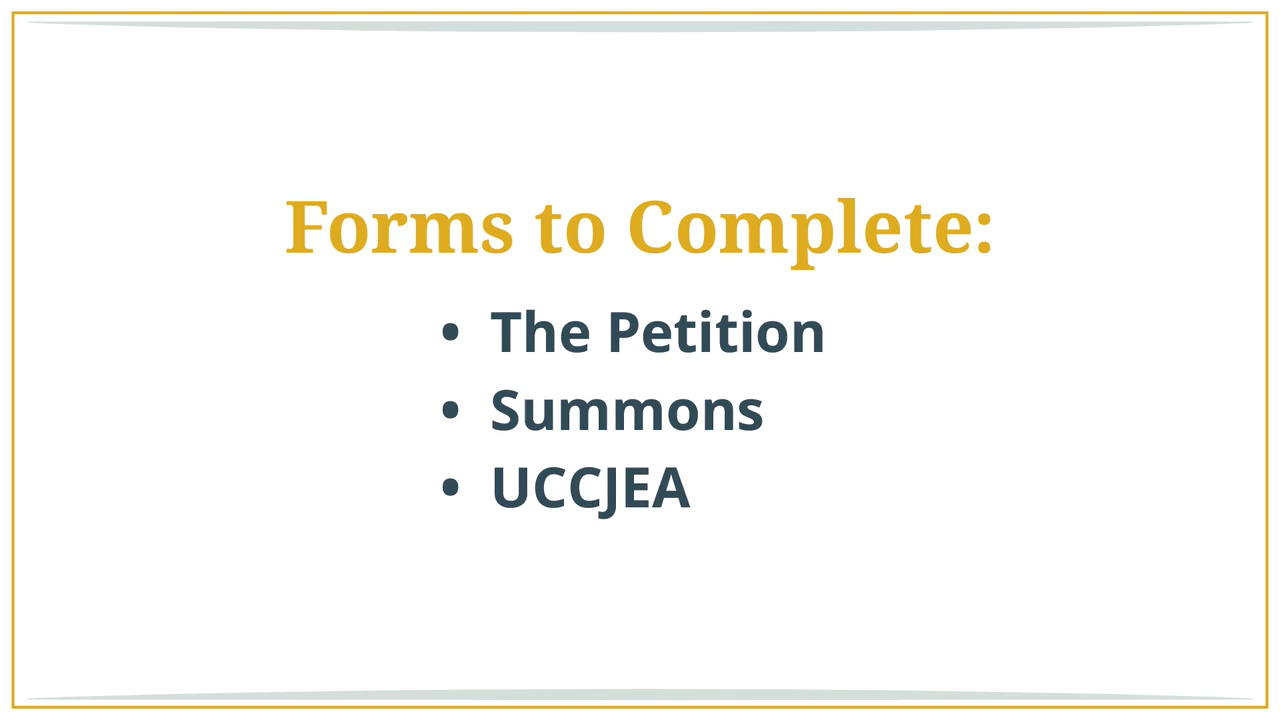 Forms to Complete:
• The Petition
• Summons
• UCCJEA